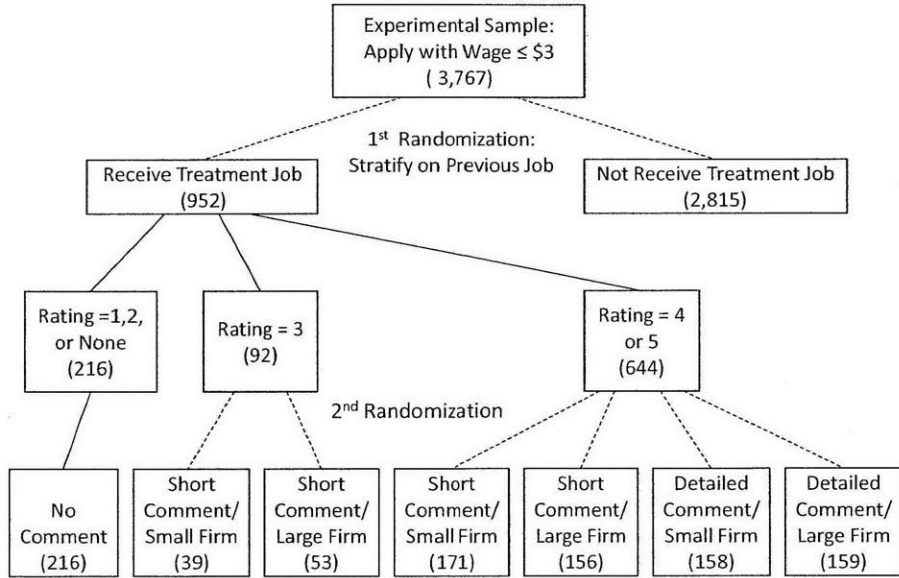 Experimental Sample:
Apply with Wage ≤ $3
( 3,767)
1st Randomization:
Stratify on Previous Job
Receive Treatment Job
(952)
Not Receive Treatment Job
(2,815)
Rating =1,2,
or None
(216)
Rating = 3
(92)
Rating = 4
or 5
(644)
2nd Randomization
No
Comment
(216)
Short
Comment/
Small Firm
(39)
Short
Comment/
Large Firm
(53)
Short
Comment/
Small Firm
(171)
Short
Comment/
Large Firm
(156)
Detailed
Comment/
Small Firm
(158)
Detailed
Comment/
Large Firm
(159)